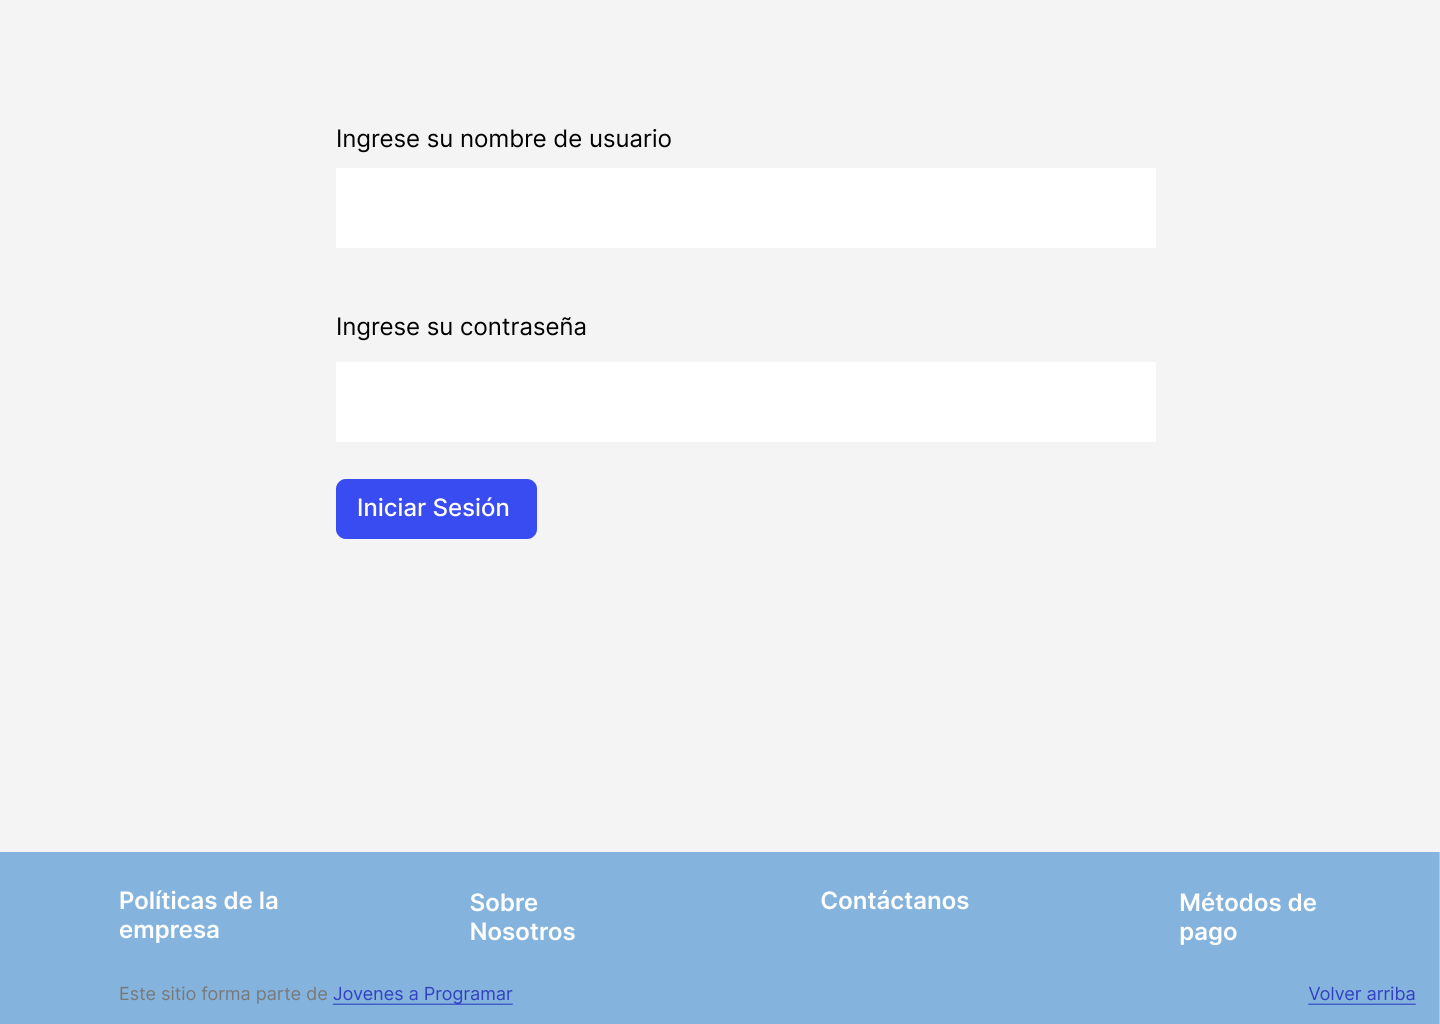 Ingrese su nombre de usuario
Ingrese su contraseña
Iniciar Sesión
Políticas de la
empresa
Sobre
Nosotros
Contáctanos
Métodos de
pago
Este sitio forma parte de Jovenes a Programar
Volver arriba